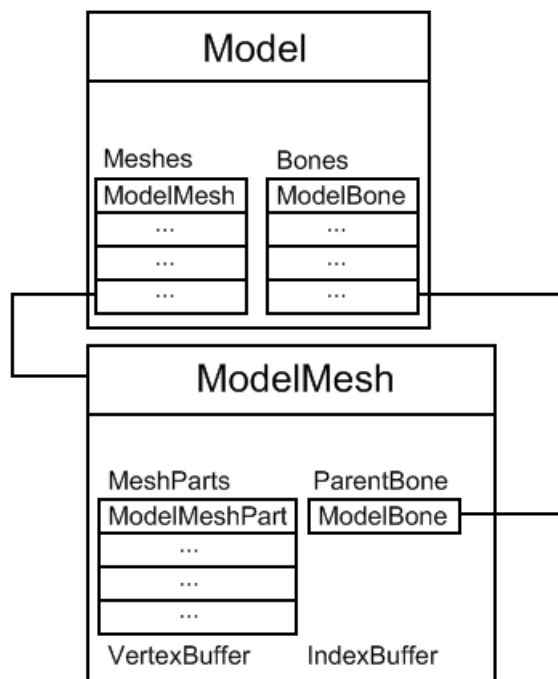 Model
Meshes Bones
ModelMesh ModelBone
... ...
... ...
... ...
ModelMesh
MeshParts ParentBone
ModelMeshPart ModelBone
...
...
...
VertexBuffer IndexBuffer